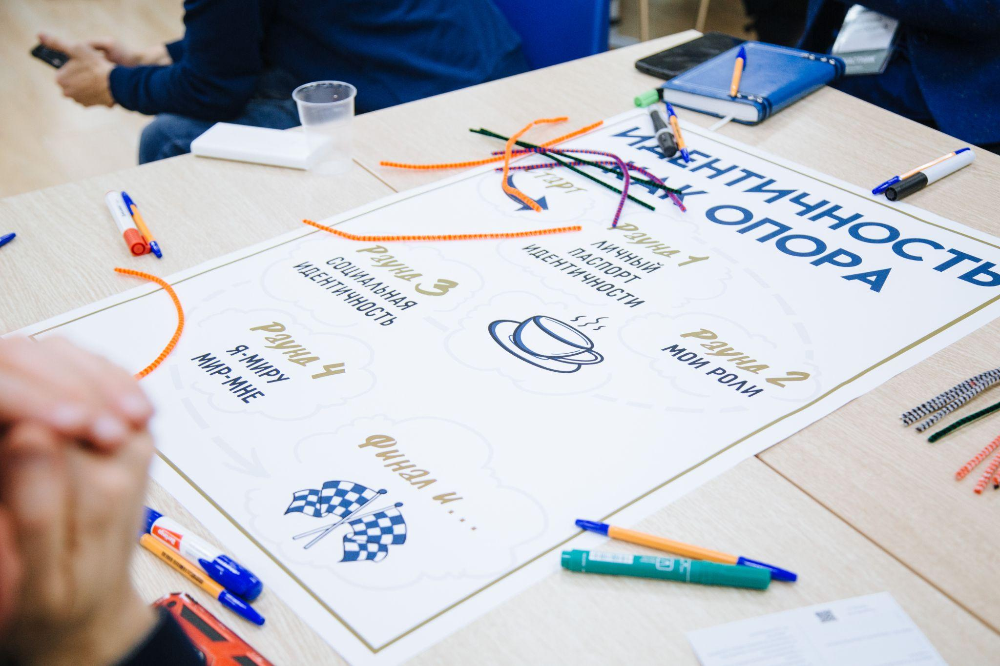 ИДЕНТИЧНОСТЬ
КАК ОПОРА
Старт
Раунд 1
ЛИЧНЫЙ
ПАСПОРТ
ИДЕНТИЧНОСТИ
Раунд 2
МОИ РОЛИ
Раунд 3
СОЦИАЛЬНАЯ
ИДЕНТИЧНОСТЬ
Раунд 4
Я-МИРУ
МИР-МНЕ
Финал и...
Berlingo